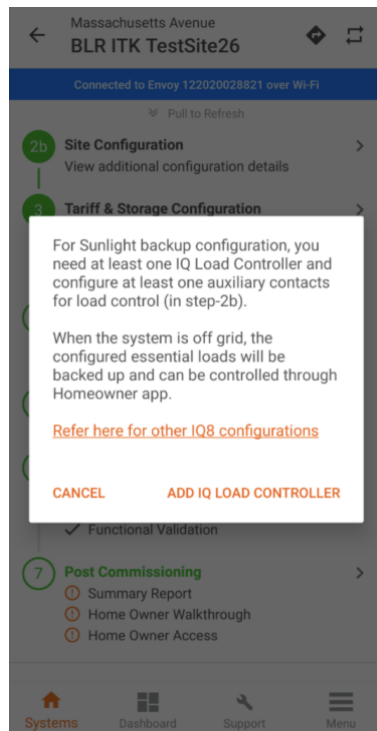 Massachusetts Avenue
BLR ITK TestSite26
Connected to Envoy 122020028821 over Wi-Fi
Pull to Refresh
2b
Site Configuration
View additional configuration details
3
Tariff & Storage Configuration
For Sunlight backup configuration, you
need at least one IQ Load Controller and
configure at least one auxiliary contacts
for load control (in step-2b).
When the system is off grid, the
configured essential loads will be
backed up and can be controlled through
Homeowner app.
Refer here for other IQ8 configurations
CANCEL ADD IQ LOAD CONTROLLER
Functional Validation
7
Post Commissioning
Summary Report
Home Owner Walkthrough
Home Owner Access
Systems Dashboard Support Menu